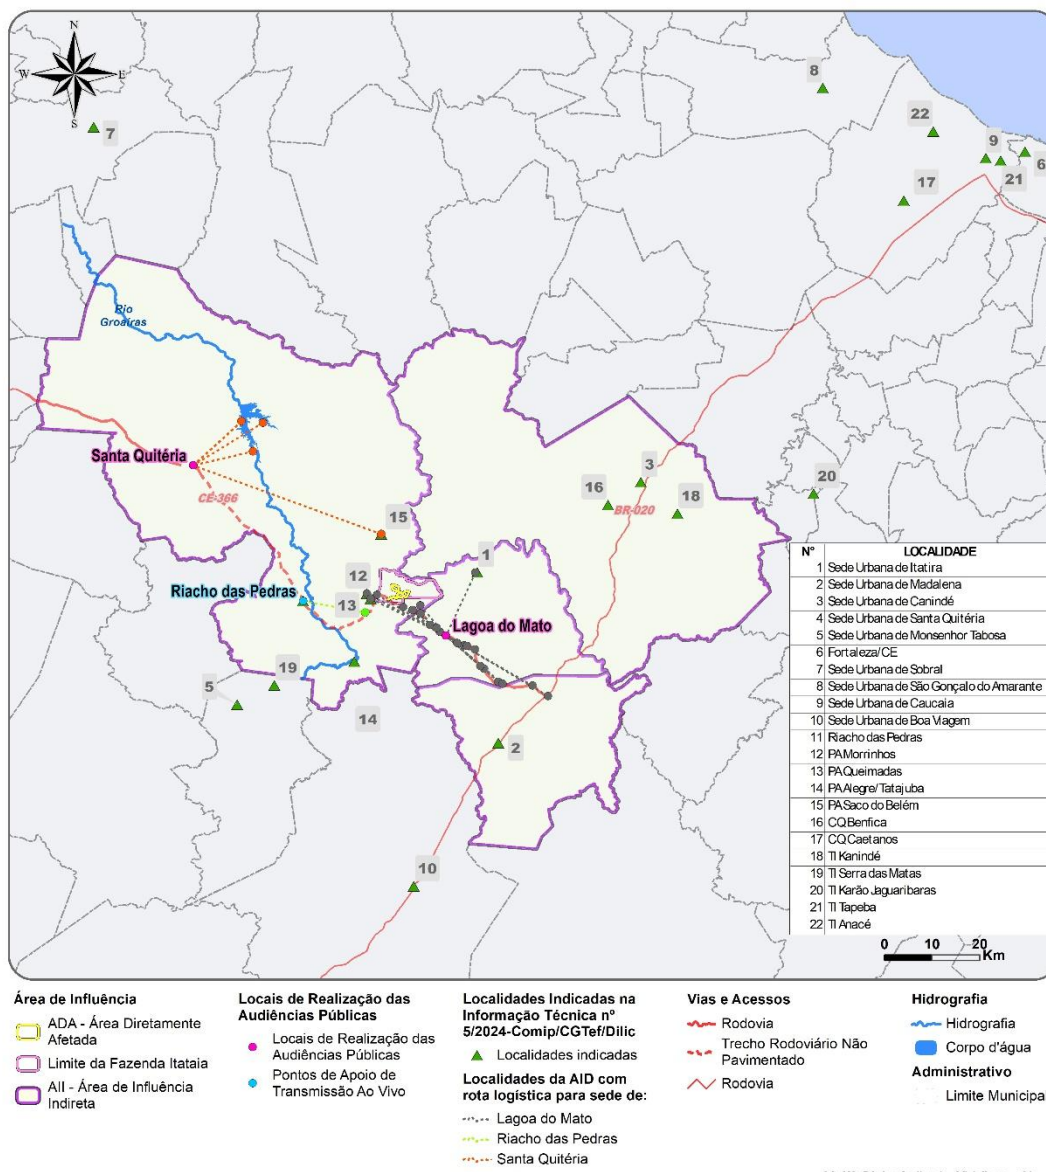 N
W
E
S
7
8
22
9
6
21
17
Rio
Groaíras
Santa Quitéria
CE-366
3
16
BR-020
18
20
15
1
12
Riacho das Pedras
13
Lagoa do Mato
19
5
14
2
10
Nº LOCALIDADE
1 Sede Urbana de Itatira
2 Sede Urbana de Madalena
3 Sede Urbana de Canindé
4 Sede Urbana de Santa Quitéria
5 Sede Urbana de Monsenhor Tabosa
6 Fortaleza/CE
7 Sede Urbana de Sobral
8 Sede Urbana de São Gonçalo do Amarante
9 Sede Urbana de Caucaia
10 Sede Urbana de Boa Viagem
11 Riacho das Pedras
12 PA Morrinhos
13 PA Queimadas
14 PA Alegre/Tatajuba
15 PA Saco do Belém
16 CQ Benfica
17 CQ Caetanos
18 TI Kanindé
19 TI Serra das Matas
20 TI Karão Jaguaribaras
21 TI Tapeba
22 TI Anacé
0 10 20
Km
Área de Influência
ADA - Área Diretamente
Afetada
Limite da Fazenda Itataia
AII - Área de Influência
Indireta
Locais de Realização das
Audiências Públicas
Locais de Realização das
Audiências Públicas
Pontos de Apoio de
Transmissão Ao Vivo
Localidades Indicadas na
Informação Técnica nº
5/2024-Comip/CGTef/Dilic
Localidades indicadas
Localidades da AID com
rota logística para sede de:
Lagoa do Mato
Riacho das Pedras
Santa Quitéria
Vias e Acessos
Rodovia
Trecho Rodoviário Não
Pavimentado
Rodovia
Hidrografia
Hidrografia
Corpo d'água
Administrativo
Limite Municipa